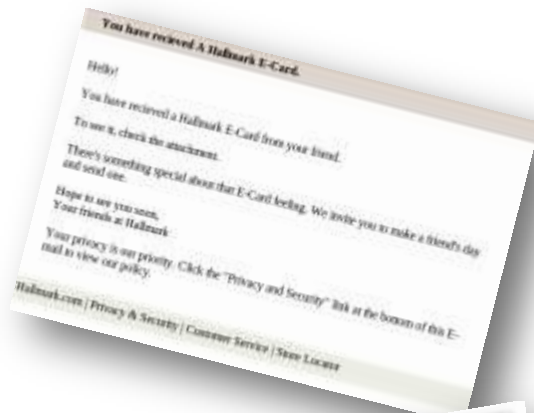 You have recieved A Hallmark E-Card.
Hello!
You have recieved a Hallmark E-Card from your friend.
To see it, check the attachment.
There's something special about that E-Card feeling. We invite you to make a friend's day
and send one.
Hope to see you soon,
Your friends at Hallmark
Your privacy is our priority. Click the "Privacy and Security" link at the bottom of this E-
mail to view our policy.
Hallmark.com | Privacy & Security | Customer Service | Store Locator